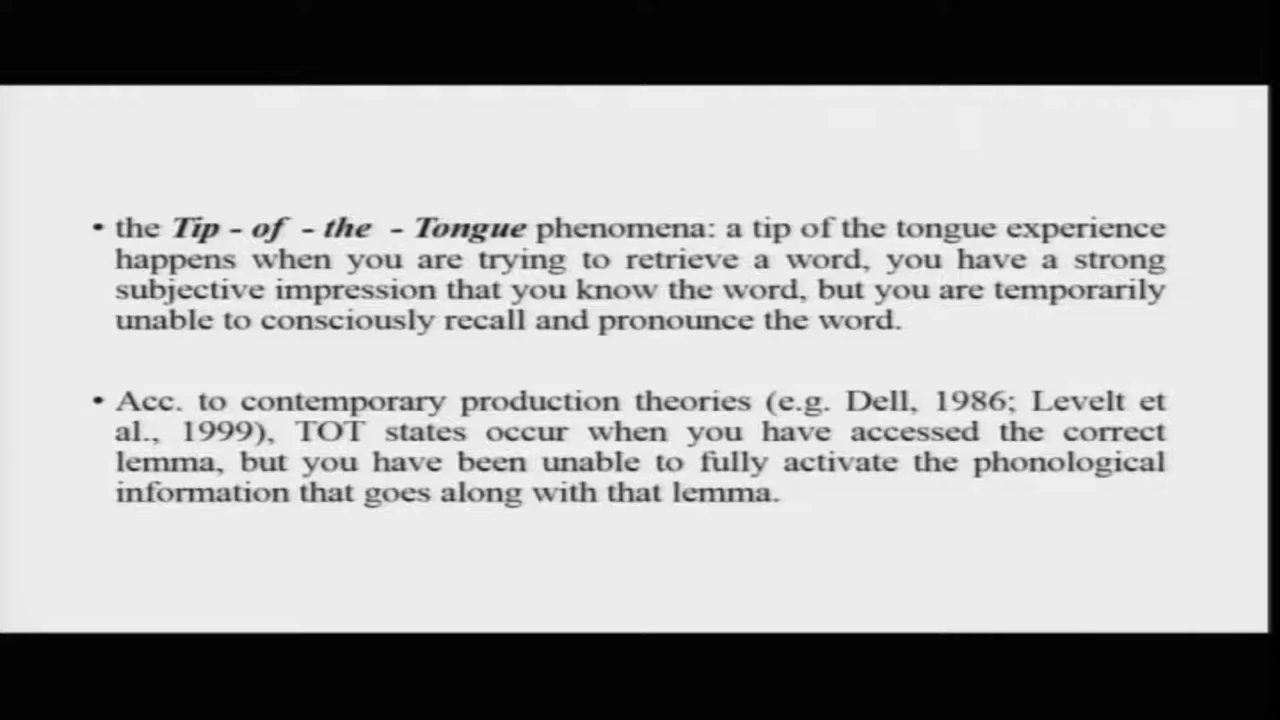 • the Tip - of - the - Tongue phenomena: a tip of the tongue experience
happens when you are trying to retrieve a word, you have a strong
subjective impression that you know the word, but you are temporarily
unable to consciously recall and pronounce the word.
• Acc. to contemporary production theories (e.g. Dell, 1986; Levelt et
al., 1999), TOT states occur when you have accessed the correct
lemma, but you have been unable to fully activate the phonological
information that goes along with that lemma.